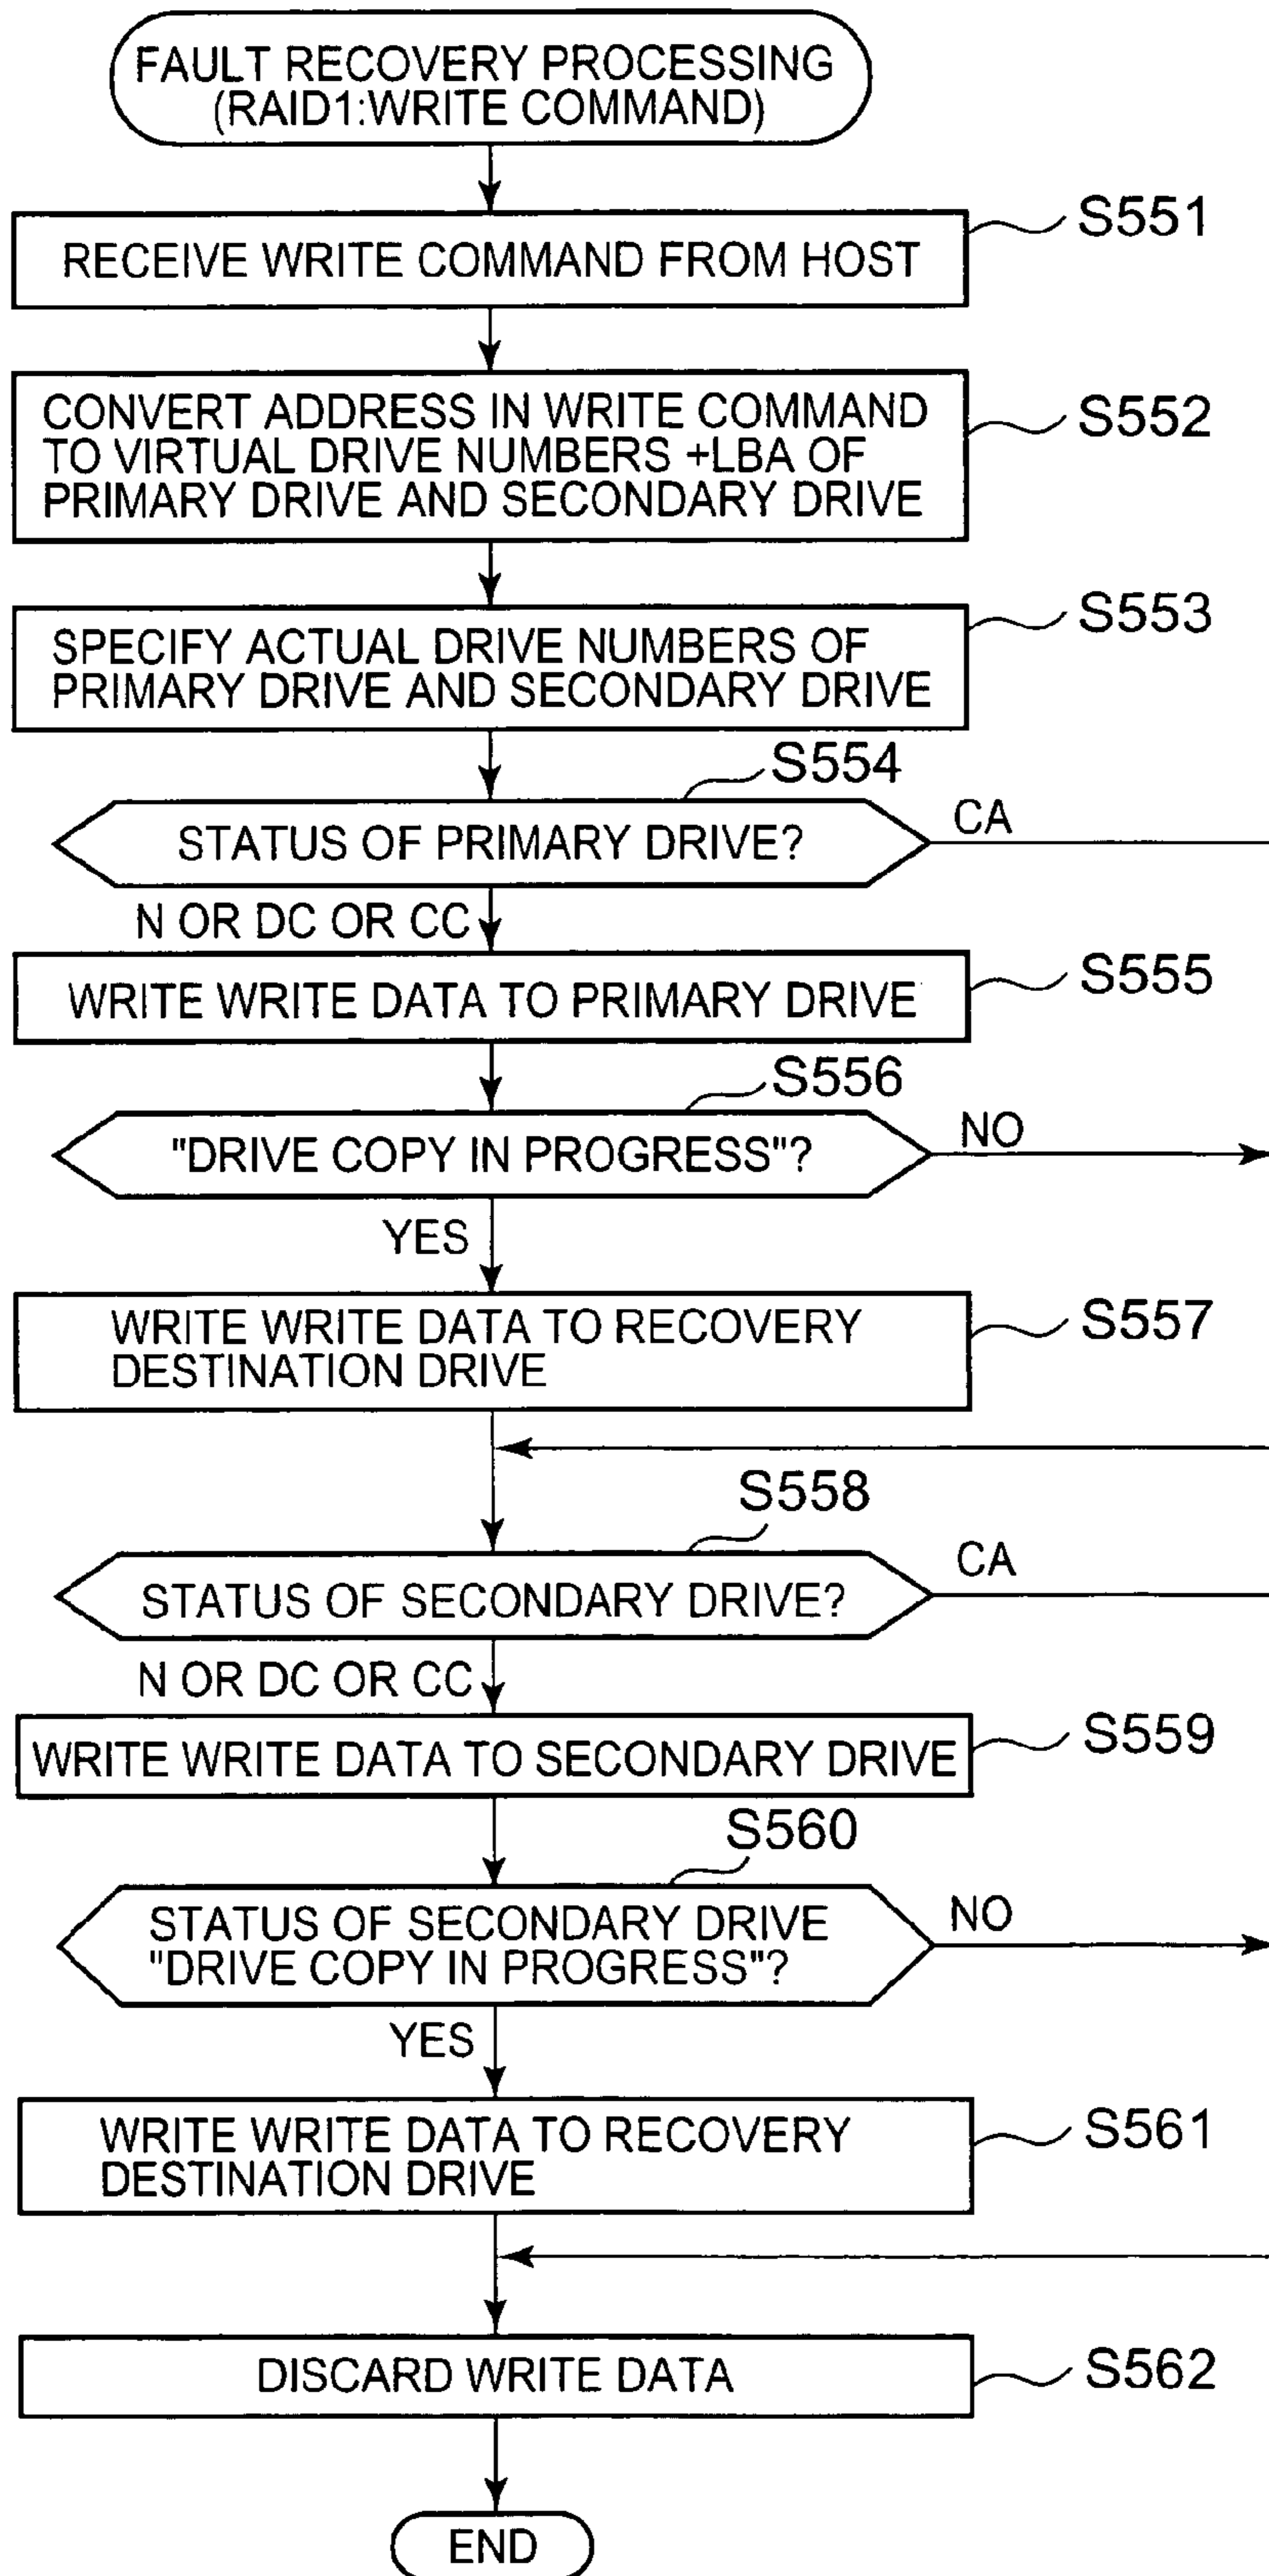 FAULT RECOVERY PROCESSING
(RAID1:WRITE COMMAND)
S551
RECEIVE WRITE COMMAND FROM HOST
S552
CONVERT ADDRESS IN WRITE COMMAND
TO VIRTUAL DRIVE NUMBERS +LBA OF
PRIMARY DRIVE AND SECONDARY DRIVE
S553
SPECIFY ACTUAL DRIVE NUMBERS OF
PRIMARY DRIVE AND SECONDARY DRIVE
S554
STATUS OF PRIMARY DRIVE?
CA
N OR DC OR CC
S555
WRITE WRITE DATA TO PRIMARY DRIVE
S556
"DRIVE COPY IN PROGRESS"?
NO
YES
S557
WRITE WRITE DATA TO RECOVERY
DESTINATION DRIVE
S558
STATUS OF SECONDARY DRIVE?
CA
N OR DC OR CC
S559
WRITE WRITE DATA TO SECONDARY DRIVE
S560
STATUS OF SECONDARY DRIVE
"DRIVE COPY IN PROGRESS"?
NO
YES
S561
WRITE WRITE DATA TO RECOVERY
DESTINATION DRIVE
S562
DISCARD WRITE DATA
END